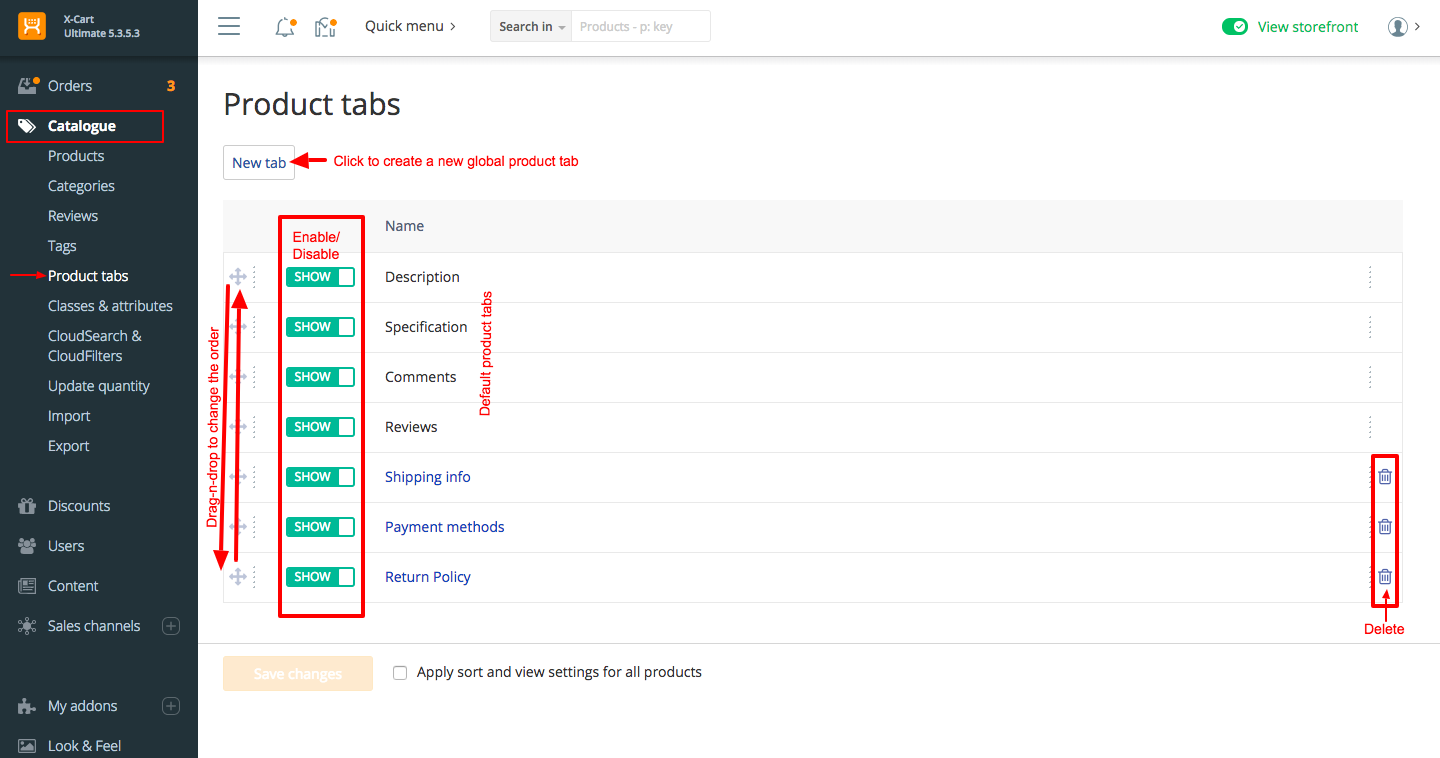 X-Cart
Ultimate 5.3.5.3
Quick menu
Search in
Products - p: key
View storefront
Orders
3
Catalogue
Products
Categories
Reviews
Tags
Product tabs
Classes & attributes
CloudSearch &
CloudFilters
Update quantity
Import
Export
Discounts
Users
Content
Sales channels
My addons
Look & Feel
Product tabs
New tab
Click to create a new global product tab
Enable/
Disable
Name
SHOW
Description
SHOW
Specification
SHOW
Comments
SHOW
Reviews
SHOW
Shipping info
SHOW
Payment methods
SHOW
Return Policy
Drag-n-drop to change the order
Default product tabs
Delete
Save changes
Apply sort and view settings for all products